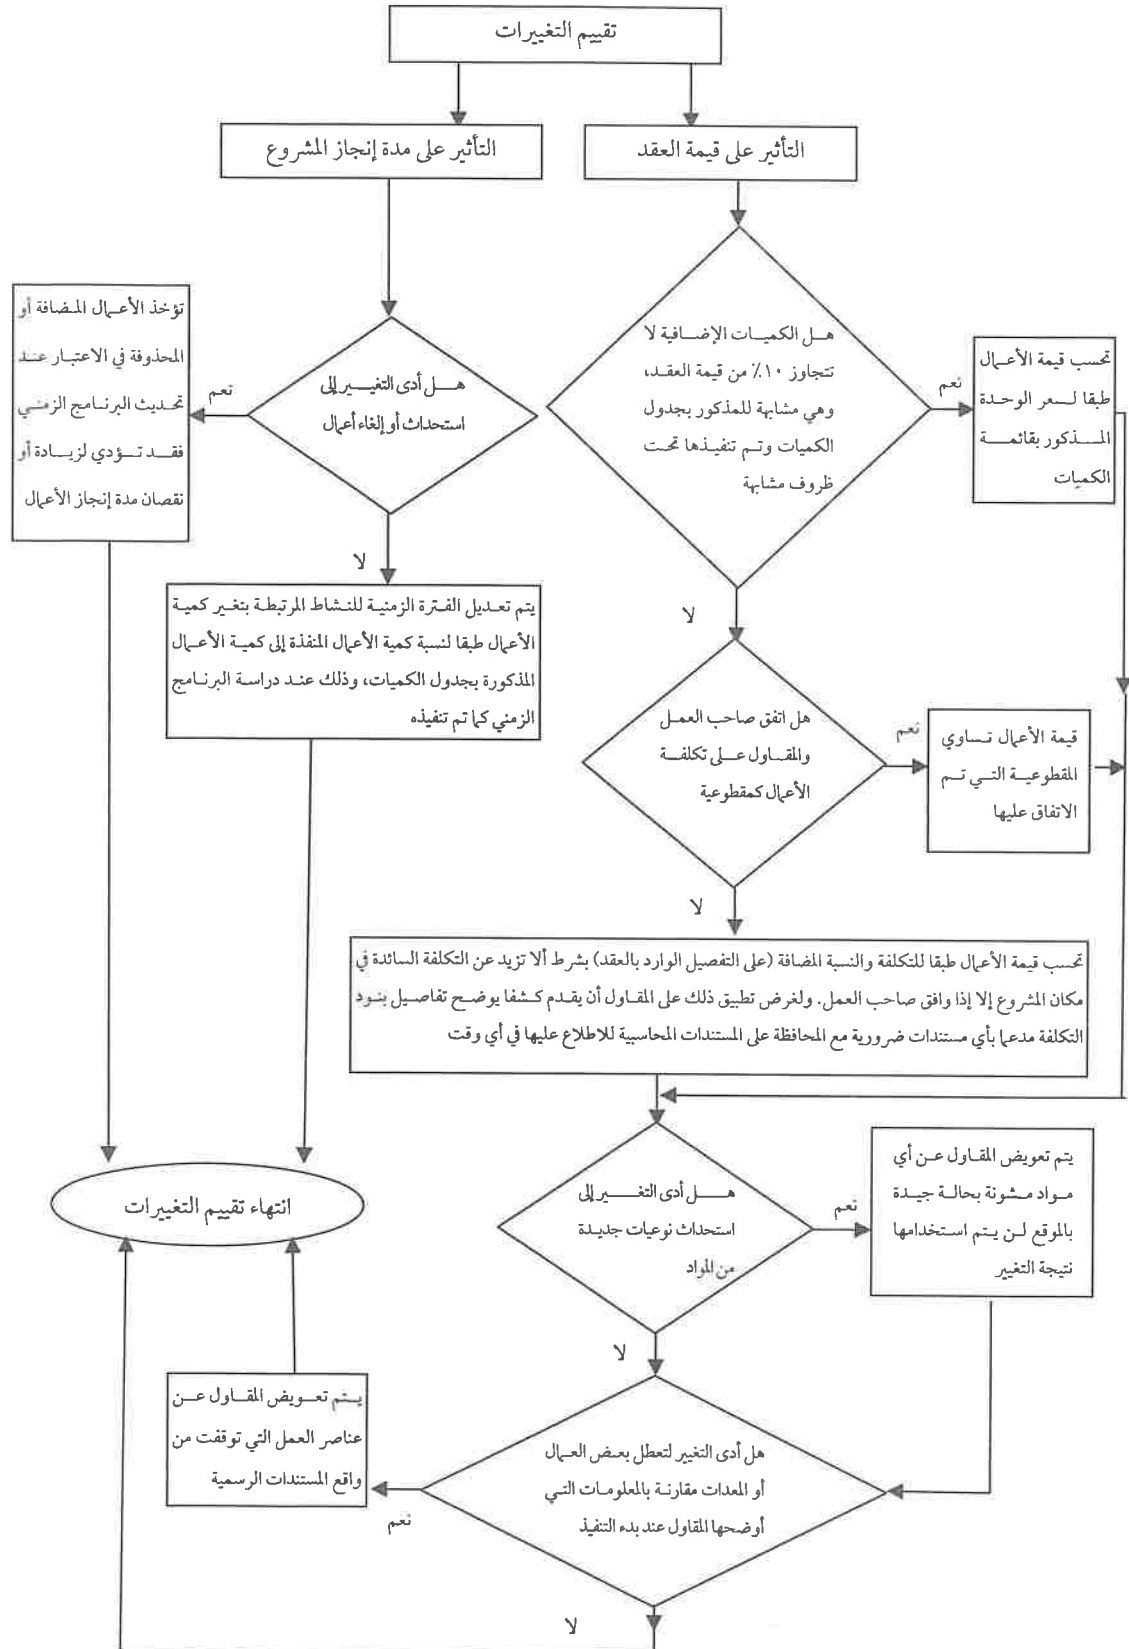 تقييم التغييرات
التأثير على قيمة العقد
التأثير على مدة إنجاز المشروع
هل الكميات الإضافية لا
تتجاوز ١٠٪ من قيمة العقد،
وهي مشابهة للمذكور بجدول
الكميات وتم تنفيذها تحت
ظروف مشابهة
نعم
تحسب قيمة الأعمال
طبقا لسعر الوحدة
المذكور بقائمة
الكميات
هل أدى التغيير إلى
استحداث أو إلغاء أعمال
نعم
تؤخذ الأعمال المضافة أو
المحذوفة في الاعتبار عند
تحديث البرنامج الزمني
فقد تؤدي لزيادة أو
نقصان مدة إنجاز الأعمال
لا
يتم تعديل الفترة الزمنية للنشاط المرتبطة بتغير كمية
الأعمال طبقا لنسبة كمية الأعمال المنفذة إلى كمية الأعمال
المذكورة بجدول الكميات، وذلك عند دراسة البرنامج
الزمني كما تم تنفيذه
لا
هل اتفق صاحب العمل
والمقاول على تكلفة
الأعمال كمقطوعية
نعم
قيمة الأعمال تساوي
المقطوعية التي تم
الاتفاق عليها
لا
تحسب قيمة الأعمال طبقا للتكلفة والنسبة المضافة (على التفصيل الوارد بالعقد) بشرط ألا تزيد عن التكلفة السائدة في
مكان المشروع إلا إذا وافق صاحب العمل. ولغرض تطبيق ذلك على المقاول أن يقدم كشفا يوضح تفاصيل بنود
التكلفة مدعما بأي مستندات ضرورية مع المحافظة على المستندات المحاسبية للاطلاع عليها في أي وقت
هل أدى التغيير إلى
استحداث نوعيات جديدة
من المواد
نعم
يتم تعويض المقاول عن أي
مواد مشونة بحالة جيدة
بالموقع لن يتم استخدامها
نتيجة التغيير
انتهاء تقييم التغييرات
لا
هل أدى التغيير لتعطل بعض العمال
أو المعدات مقارنة بالمعلومات التي
أوضحها المقاول عند بدء التنفيذ
نعم
يتم تعويض المقاول عن
عناصر العمل التي توقفت من
واقع المستندات الرسمية
لا